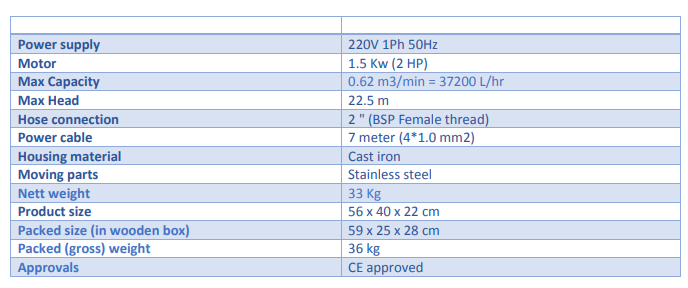 Power supply 220V 1Ph 50Hz
Motor 1.5 Kw (2 HP)
Max Capacity 0.62 m3/min = 37200 L/hr
Max Head 22.5 m
Hose connection 2 " (BSP Female thread)
Power cable 7 meter (4*1.0 mm2)
Housing material Cast iron
Moving parts Stainless steel
Nett weight 33 Kg
Product size 56 x 40 x 22 cm
Packed size (in wooden box) 59 x 25 x 28 cm
Packed (gross) weight 36 kg
Approvals CE approved